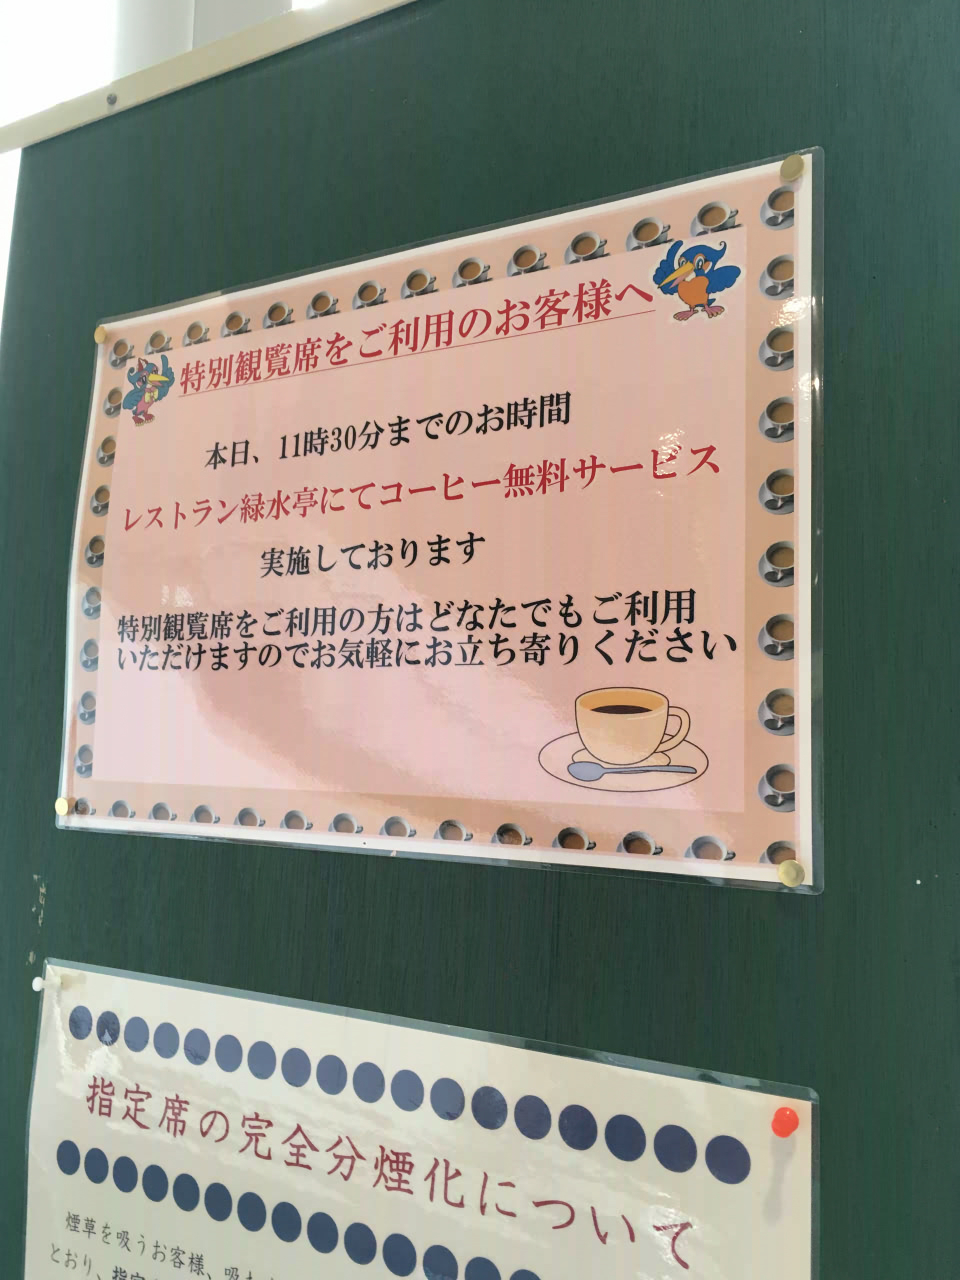 特別観覧席をご利用のお客様へ
本日、11時30分までのお時間
レストラン緑水亭にてコーヒー無料サービス
実施しております
特別観覧席をご利用の方はどなたでもご利用
いただけますのでお気軽にお立ち寄りください
指定席の完全分煙化について
煙草を吸うお客様、
とおり、指定